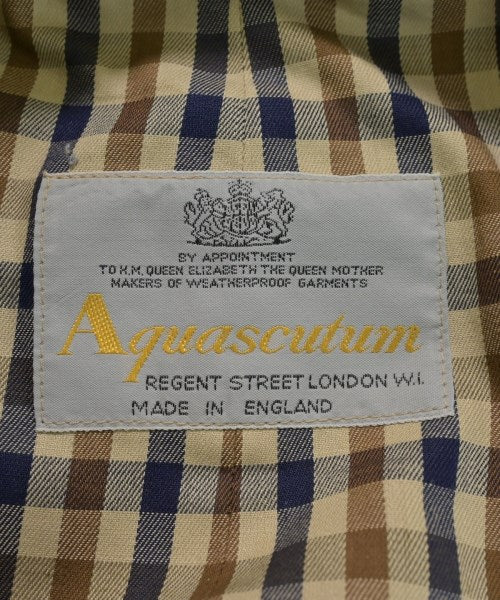 BY APPOINTMENT
TO H.M. QUEEN ELIZABETH THE QUEEN MOTHER
MAKERS OF WEATHERPROOF GARMENTS
Aquascutum
REGENT STREET LONDON W.I.
MADE IN ENGLAND